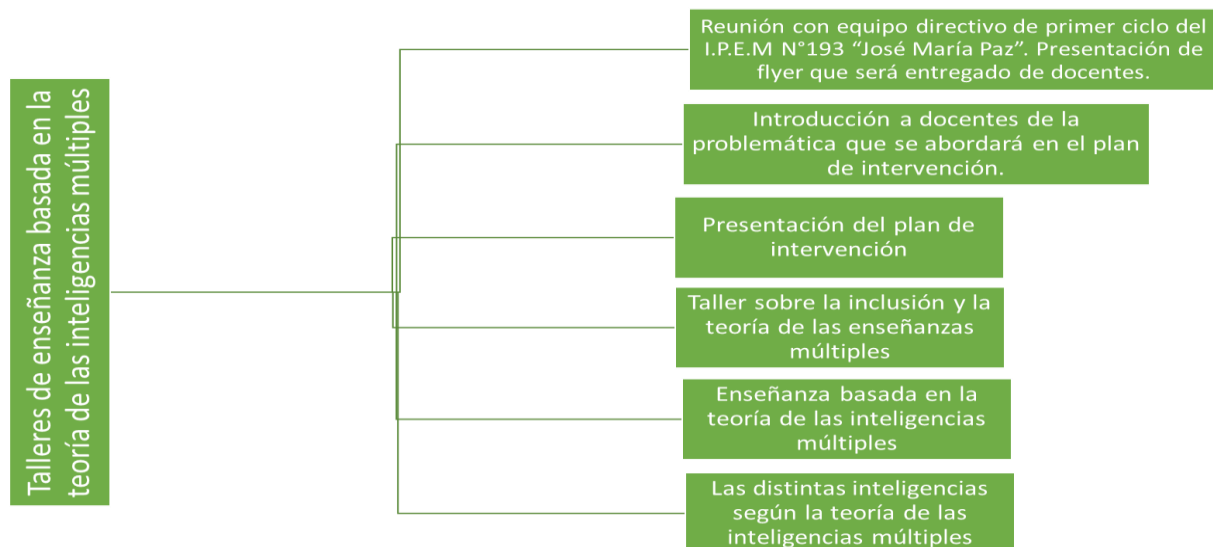 Talleres de enseñanza basada en la
teoría de las inteligencias múltiples
Reunión con equipo directivo de primer ciclo del
I.P.E.M N°193 “José María Paz”. Presentación de
flyer que será entregado de docentes.
Introducción a docentes de la
problemática que se abordará en el plan
de intervención.
Presentación del plan de
intervención
Taller sobre la inclusión y la
teoría de las enseñanzas
múltiples
Enseñanza basada en la
teoría de las inteligencias
múltiples
Las distintas inteligencias
según la teoría de las
inteligencias múltiples